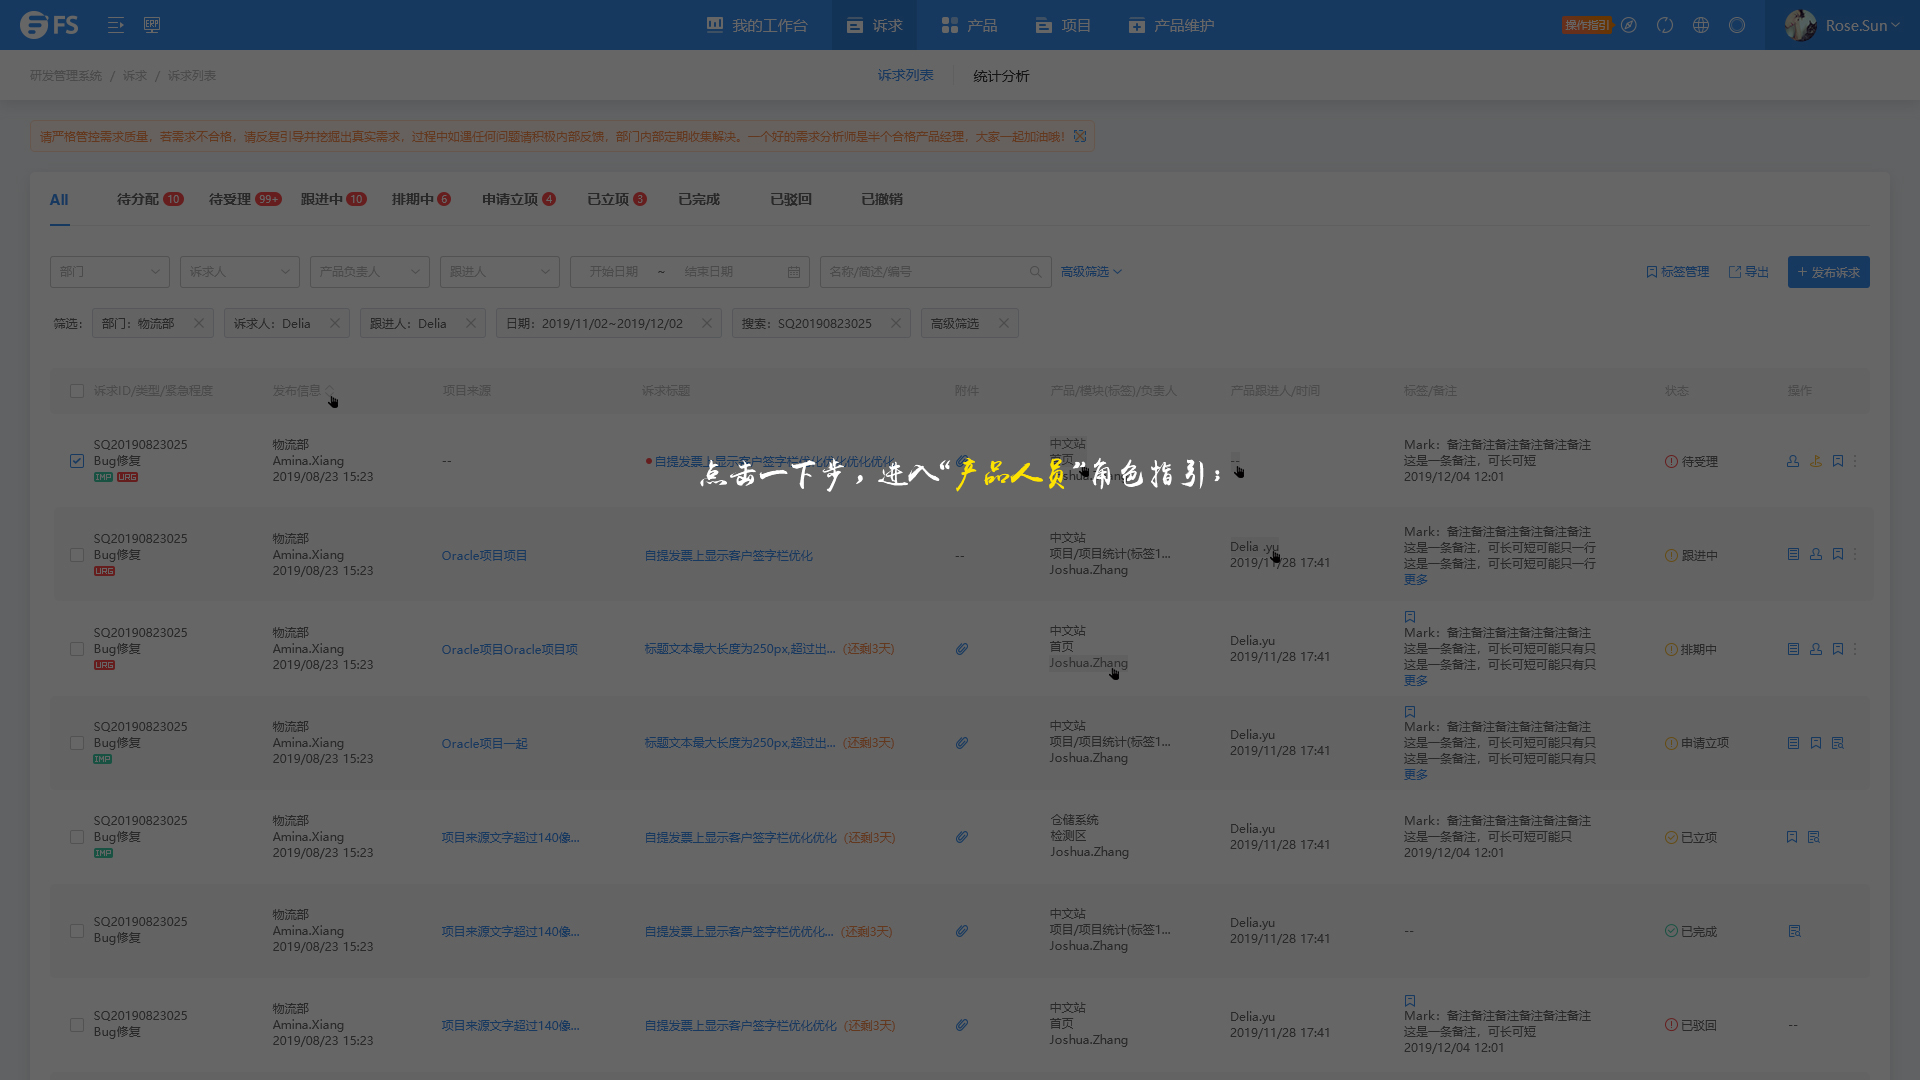 FS ERP 我的工作台 诉求 产品 项目 产品维护 操作指引 Rose.Sun
研发管理系统 / 诉求 / 诉求列表 诉求列表 统计分析
请严格管控需求质量，若需求不合格，请反复引导并挖掘出真实需求，过程中如遇任何问题请积极内部反馈，部门内部定期收集解决。一个好的需求分析师是半个合格产品经理，大家一起加油哦！
All 待分配 10 待受理 99+ 跟进中 10 排期中 6 申请立项 4 已立项 3 已完成 已驳回 已撤销
部门 诉求人 产品负责人 跟进人 开始日期 ~ 结束日期 名称/简述/编号 高级筛选 标签管理 导出 + 发布诉求
筛选： 部门：物流部 诉求人：Delia 跟进人：Delia 日期：2019/11/02~2019/12/02 搜索：SQ20190823025 高级筛选
诉求ID/类型/紧急程度 发布信息 项目来源 诉求标题 附件 产品/模块(标签)/负责人 产品跟进人/时间 标签/备注 状态 操作
SQ20190823025 物流部 中文站 Mark：备注备注备注备注备注备注
Bug修复 Amina.Xiang -- 自提发票上显示客户签字栏优化优化优化优化 首页 -- 这是一条备注，可长可短 待受理
IMP URG 2019/08/23 15:23 2019/12/04 12:01
点击一下步，进入“产品人员”角色指引；
SQ20190823025 物流部 中文站 Mark：备注备注备注备注备注备注
Bug修复 Amina.Xiang Oracle项目项目 自提发票上显示客户签字栏优化 -- 项目/项目统计(标签1... Delia .yu 这是一条备注，可长可短可能只一行 跟进中
URG 2019/08/23 15:23 Joshua.Zhang 2019/11/28 17:41 这是一条备注，可长可短可能只一行
更多
SQ20190823025 物流部 中文站 Mark：备注备注备注备注备注备注
Bug修复 Amina.Xiang Oracle项目Oracle项目项 标题文本最大长度为250px,超过出... (还剩3天) 首页 Delia.yu 这是一条备注，可长可短可能只有只 排期中
URG 2019/08/23 15:23 Joshua.Zhang 2019/11/28 17:41 这是一条备注，可长可短可能只有只
更多
SQ20190823025 物流部 中文站 Mark：备注备注备注备注备注备注
Bug修复 Amina.Xiang Oracle项目一起 标题文本最大长度为250px,超过出... (还剩3天) 项目/项目统计(标签1... Delia.yu 这是一条备注，可长可短可能只有只 申请立项
IMP 2019/08/23 15:23 Joshua.Zhang 2019/11/28 17:41 这是一条备注，可长可短可能只有只
更多
SQ20190823025 物流部 仓储系统 Mark：备注备注备注备注备注备注
Bug修复 Amina.Xiang 项目来源文字超过140像... 自提发票上显示客户签字栏优化优化 (还剩3天) 检测区 Delia.yu 这是一条备注，可长可短可能只 已立项
IMP 2019/08/23 15:23 Joshua.Zhang 2019/11/28 17:41 2019/12/04 12:01
SQ20190823025 物流部 中文站 Delia.yu
Bug修复 Amina.Xiang 项目来源文字超过140像... 自提发票上显示客户签字栏优优化... (还剩3天) 项目/项目统计(标签1... 2019/11/28 17:41 -- 已完成
2019/08/23 15:23 Joshua.Zhang
SQ20190823025 物流部 中文站 Mark：备注备注备注备注备注备注
Bug修复 Amina.Xiang 项目来源文字超过140像... 自提发票上显示客户签字栏优化优化 (还剩3天) 首页 Delia.yu 这是一条备注，可长可短 已驳回 --
2019/08/23 15:23 Joshua.Zhang 2019/11/28 17:41 2019/12/04 12:01